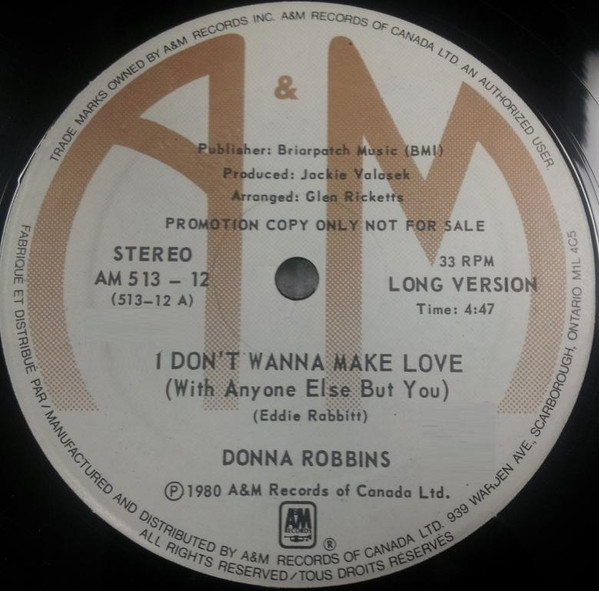 TRADE MARKS OWNED BY A&M RECORDS INC. A&M RECORDS OF CANADA LTD. AN AUTHORIZED USER.
A & M
Publisher: Briarpatch Music (BMI)
Produced: Jackie Valasek
Arranged: Glen Ricketts
PROMOTION COPY ONLY NOT FOR SALE
STEREO
AM 513 – 12
(513–12 A)
33 RPM
LONG VERSION
Time: 4:47
I DON'T WANNA MAKE LOVE
(With Anyone Else But You)
(Eddie Rabbitt)
DONNA ROBBINS
Ⓟ 1980 A&M Records of Canada Ltd.
A&M
RECORDS
®
FABRIQUÉ ET DISTRIBUÉ PAR/MANUFACTURED AND DISTRIBUTED BY A&M RECORDS OF CANADA LTD. 939 WARDEN AVE, SCARBOROUGH, ONTARIO M1L 4C5
ALL RIGHTS RESERVED/TOUS DROITS RÉSERVÉS